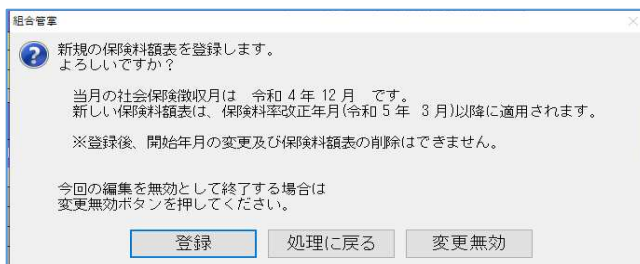 組合管掌
新規の保険料額表を登録します。
よろしいですか？
当月の社会保険徴収月は　令和 4 年 12 月　です。
新しい保険料額表は、保険料率改正年月(令和 5 年　3 月)以降に適用されます。
※登録後、開始年月の変更及び保険料額表の削除はできません。
今回の編集を無効として終了する場合は
変更無効ボタンを押してください。
登録　処理に戻る　変更無効